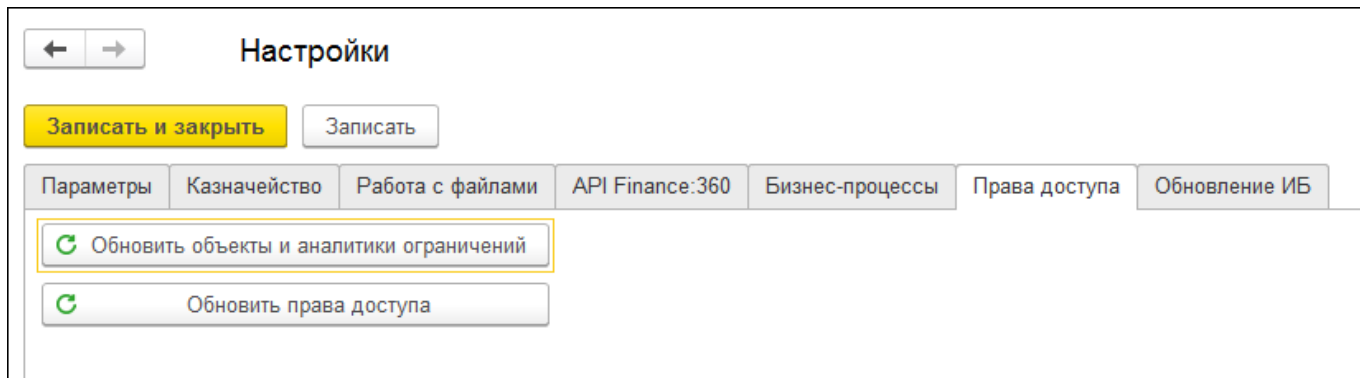 Настройки
Записать и закрыть Записать
Параметры Казначейство Работа с файлами API Finance:360 Бизнес-процессы Права доступа Обновление ИБ
Обновить объекты и аналитики ограничений
Обновить права доступа